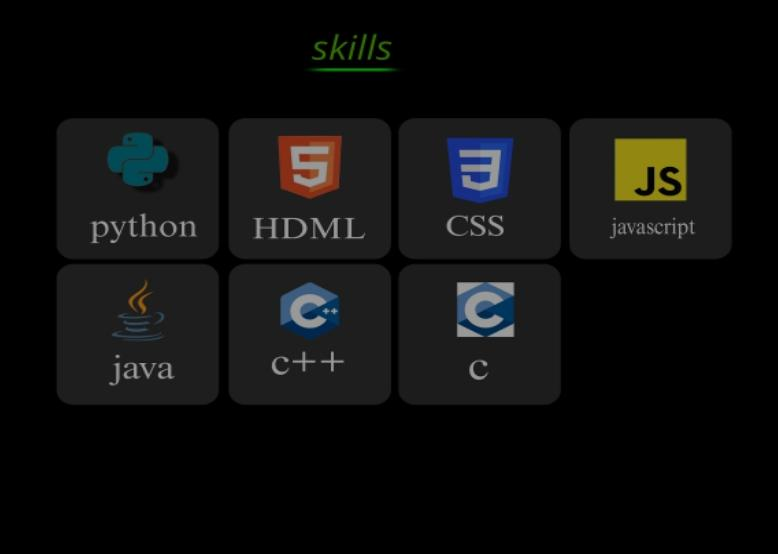 skills
python
HDML
CSS
JS
javascript
java
C++
c++
C
c